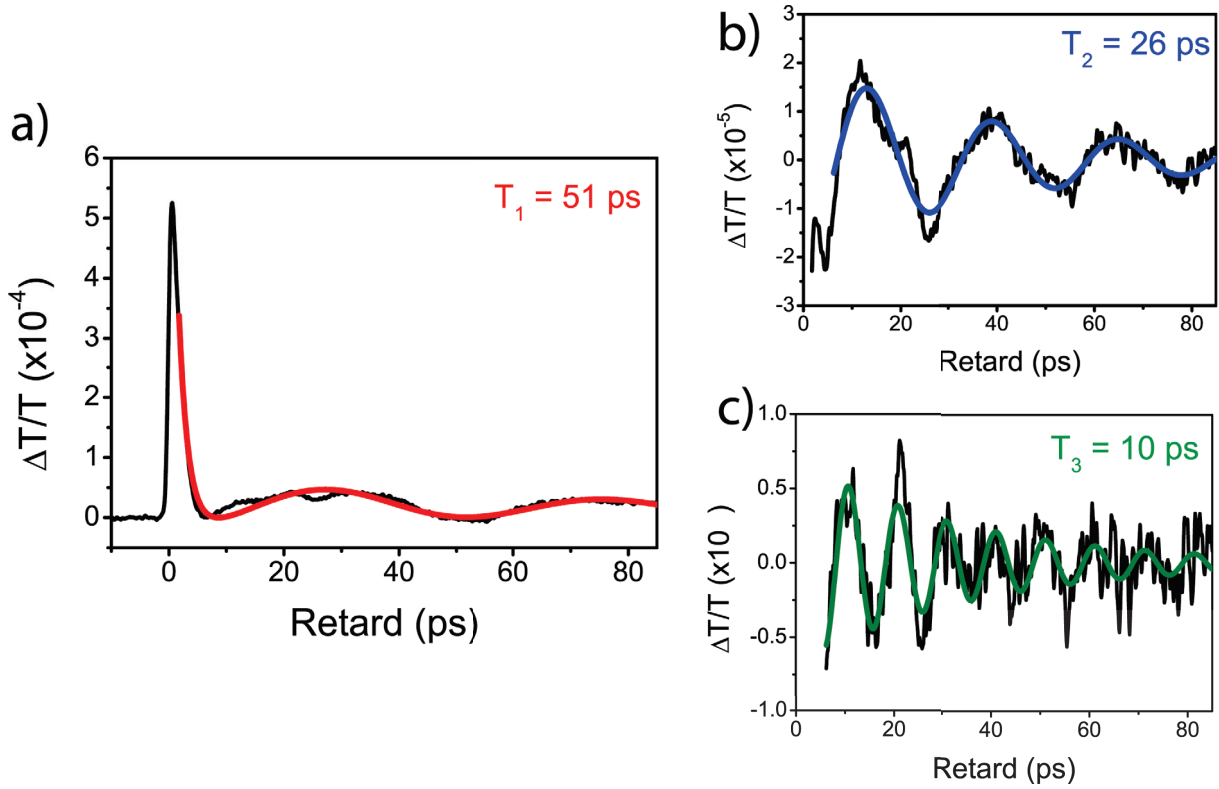 a)
T₁ = 51 ps
ΔT/T (x10⁻⁴)
6
5
4
3
2
1
0
0
20
40
60
80
Retard (ps)
b)
T₂ = 26 ps
ΔT/T (x10⁻⁵)
3
2
1
0
-1
-2
-3
0
20
40
60
80
Retard (ps)
c)
T₃ = 10 ps
ΔT/T (x10
1.0
0.5
0.0
-0.5
-1.0
0
20
40
60
80
Retard (ps)